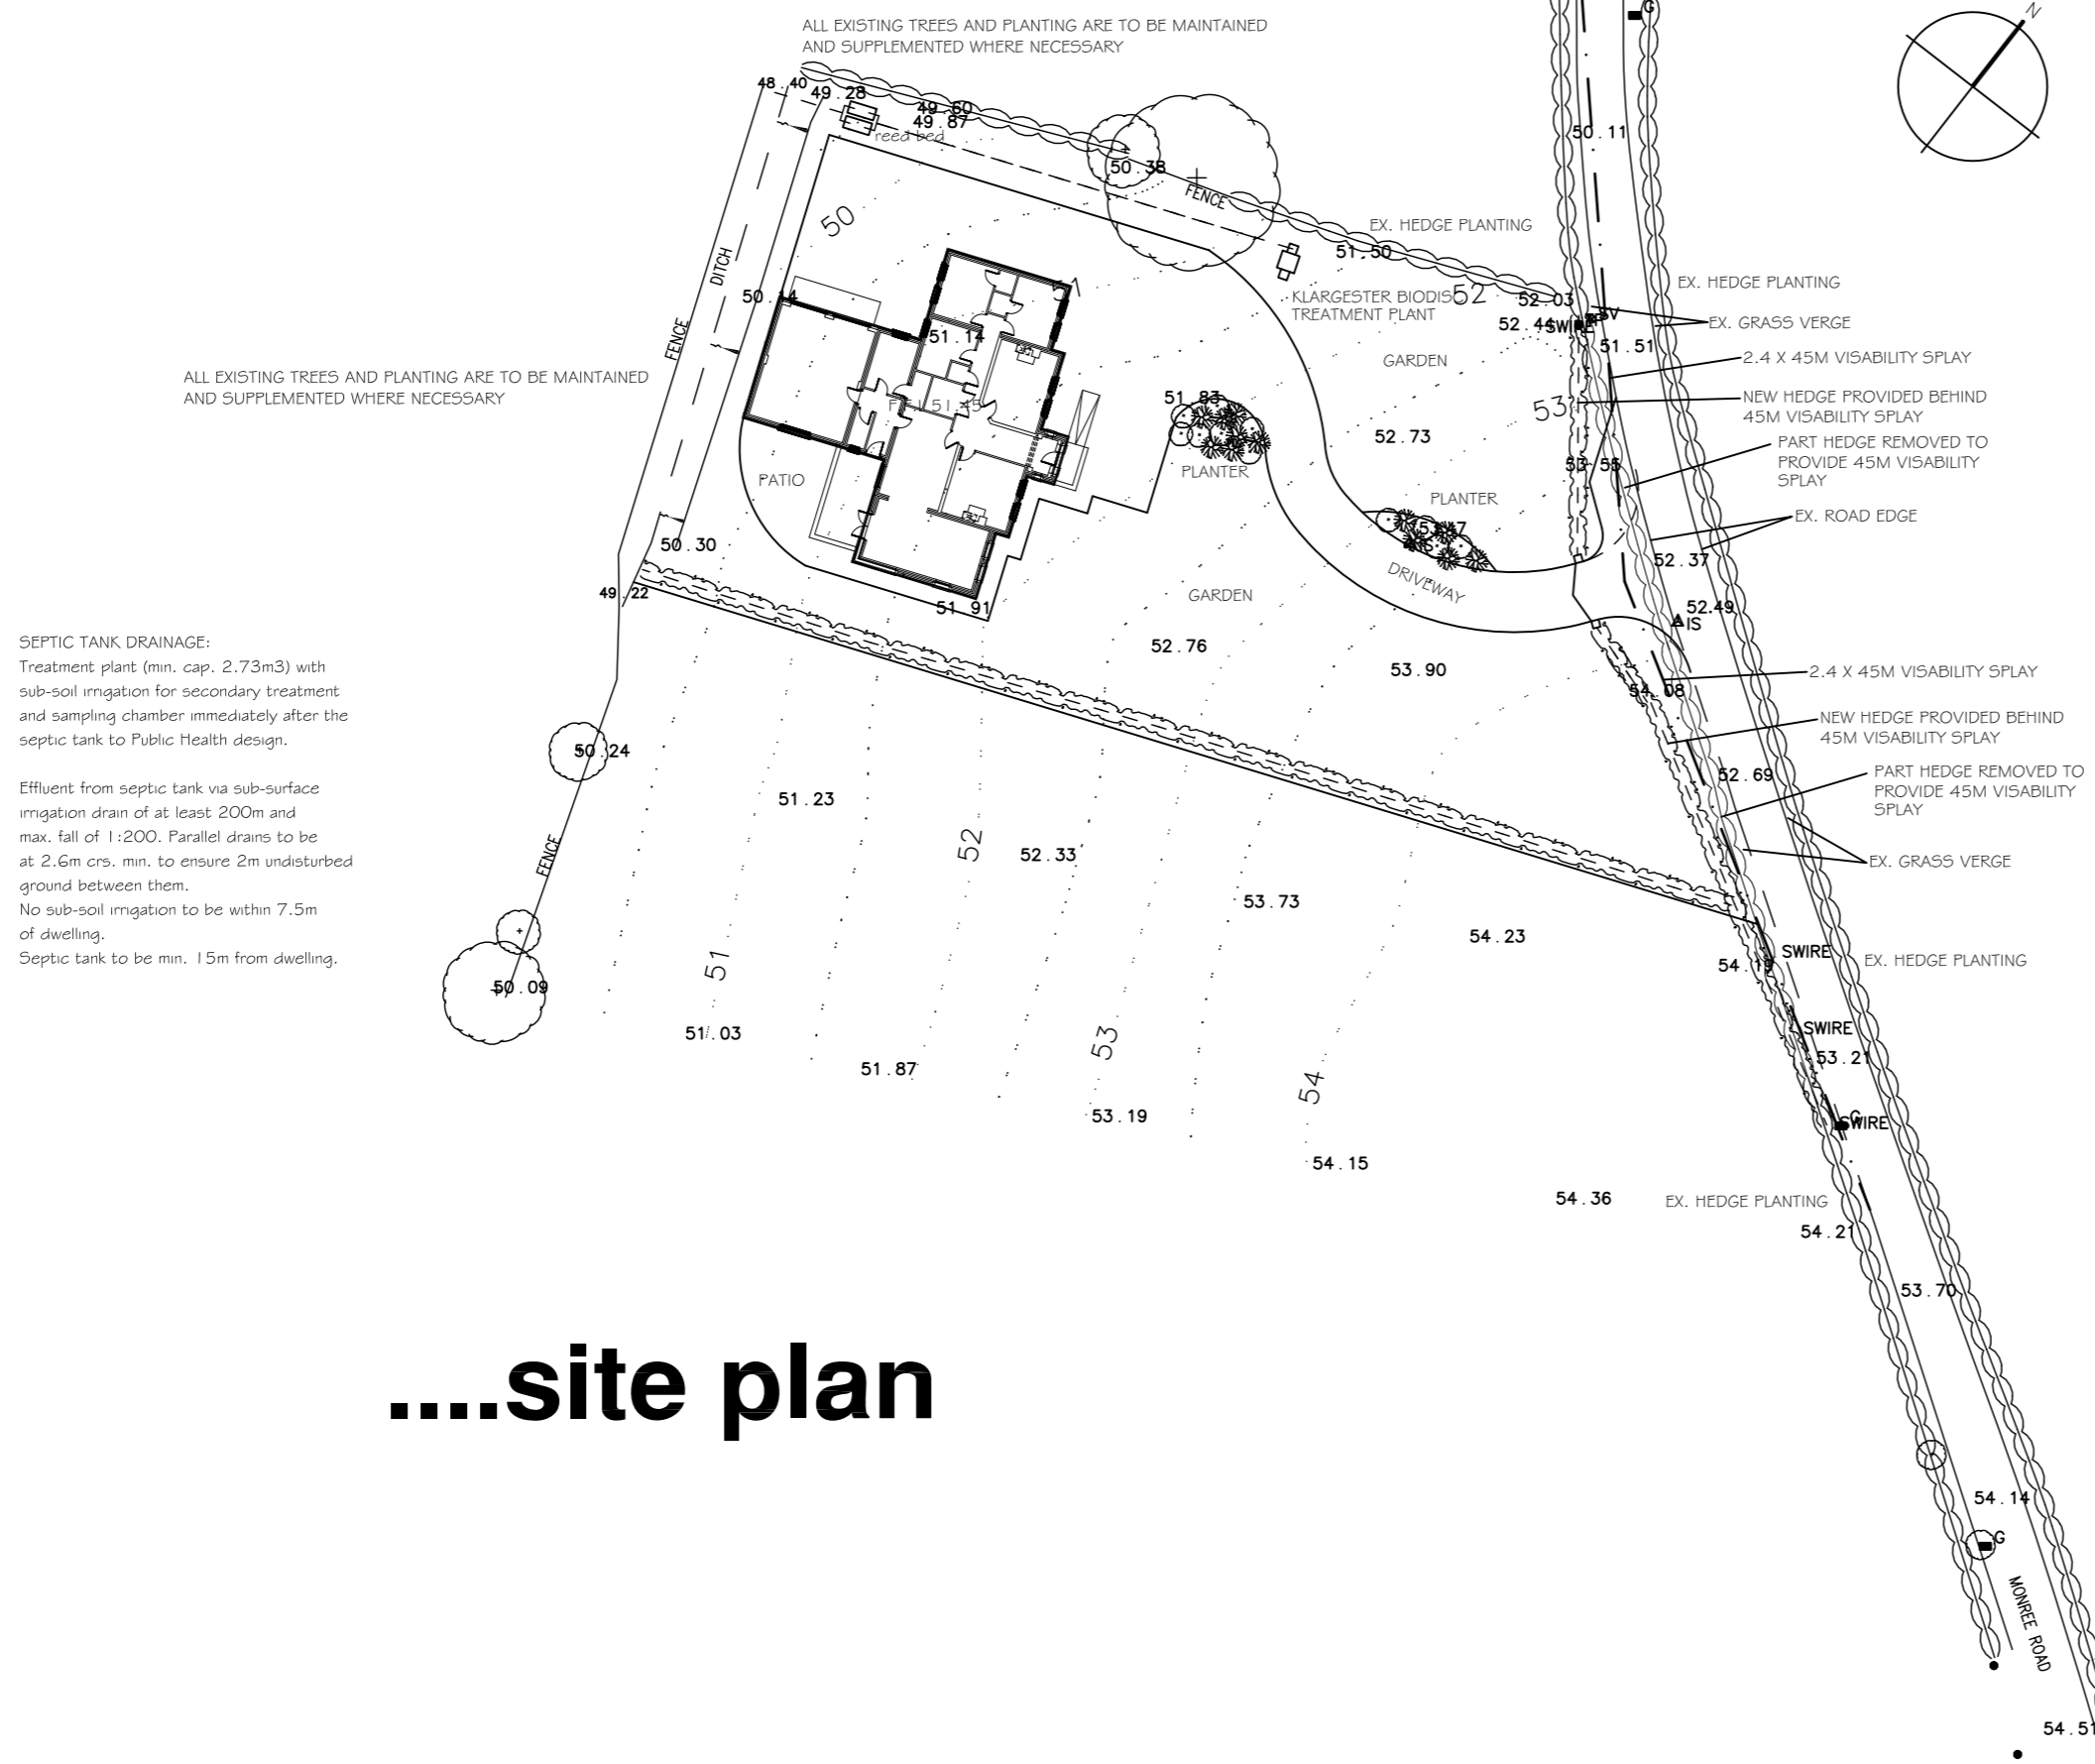 ALL EXISTING TREES AND PLANTING ARE TO BE MAINTAINED
AND SUPPLEMENTED WHERE NECESSARY
G
N
48.40
49.28
49.60
49.87
reed bed
50.11
50.38
FENCE
50
EX. HEDGE PLANTING
51.50
DITCH
50.14
KLARGESTER BIODISC
TREATMENT PLANT
52
52.03
EX. HEDGE PLANTING
52.44
SWIRE
SV
EX. GRASS VERGE
FENCE
51.14
51.51
GARDEN
2.4 X 45M VISABILITY SPLAY
ALL EXISTING TREES AND PLANTING ARE TO BE MAINTAINED
AND SUPPLEMENTED WHERE NECESSARY
F.F.L 51.45
51.83
53
NEW HEDGE PROVIDED BEHIND
45M VISABILITY SPLAY
52.73
PART HEDGE REMOVED TO
PROVIDE 45M VISABILITY
SPLAY
53.55
PATIO
PLANTER
PLANTER
EX. ROAD EDGE
50.30
52.37
DRIVEWAY
49.22
51.91
GARDEN
52.49
IS
SEPTIC TANK DRAINAGE:
Treatment plant (min. cap. 2.73m3) with
sub-soil irrigation for secondary treatment
and sampling chamber immediately after the
septic tank to Public Health design.
52.76
53.90
2.4 X 45M VISABILITY SPLAY
54.08
NEW HEDGE PROVIDED BEHIND
45M VISABILITY SPLAY
50.24
52.69
PART HEDGE REMOVED TO
PROVIDE 45M VISABILITY
SPLAY
Effluent from septic tank via sub-surface
irrigation drain of at least 200m and
max. fall of 1:200. Parallel drains to be
at 2.6m crs. min. to ensure 2m undisturbed
ground between them.
No sub-soil irrigation to be within 7.5m
of dwelling.
Septic tank to be min. 15m from dwelling.
51.23
52
52.33
FENCE
EX. GRASS VERGE
53.73
54.23
51
SWIRE
54.19
EX. HEDGE PLANTING
50.09
51.03
53
SWIRE
53.21
51.87
54
53.19
G
SWIRE
54.15
54.36
EX. HEDGE PLANTING
54.21
53.70
....site plan
54.14
G
MONREE ROAD
54.51